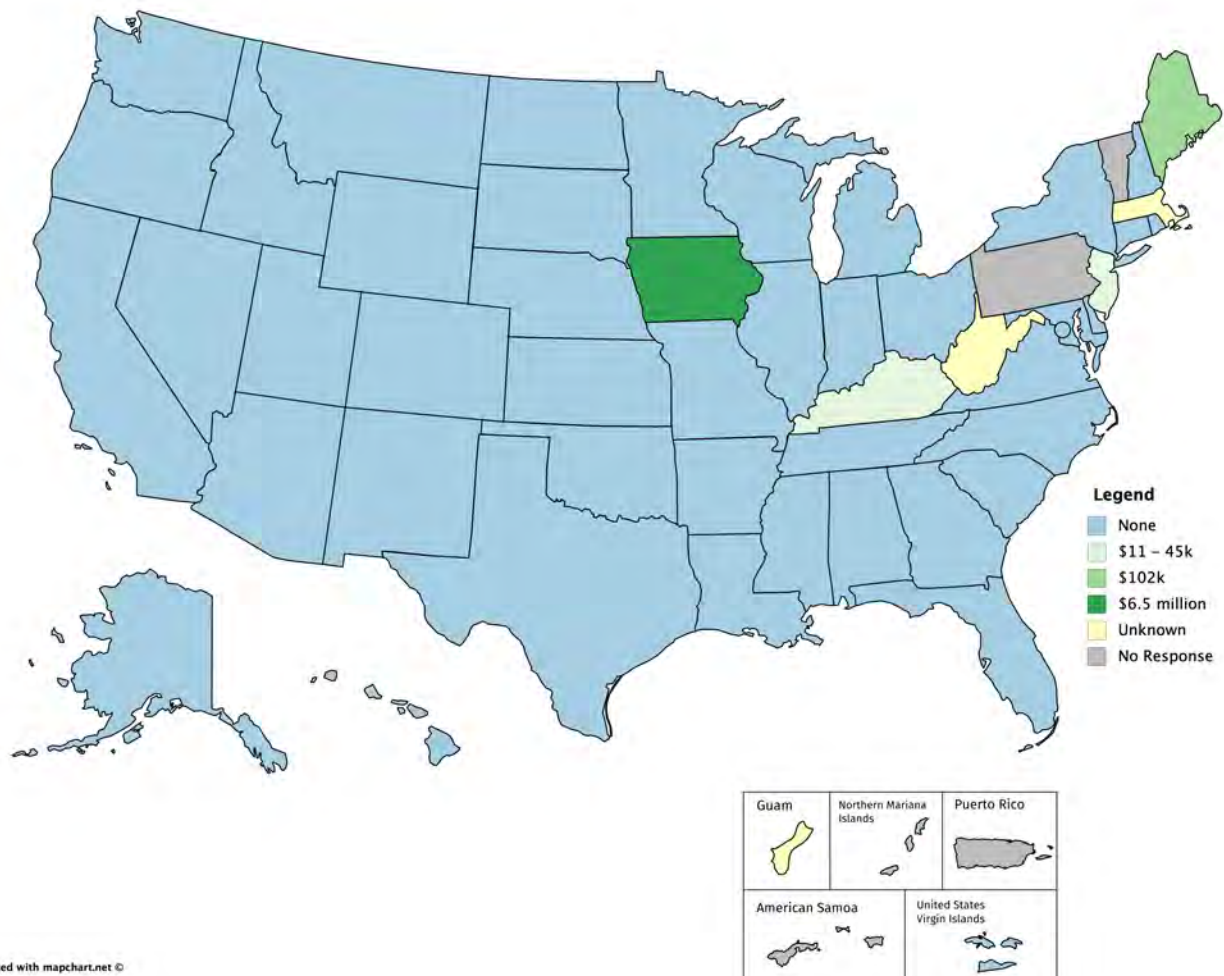 Legend
None
$11 – 45k
$102k
$6.5 million
Unknown
No Response
Guam
Northern Mariana
Islands
Puerto Rico
American Samoa
United States
Virgin Islands
with mapchart.net ©